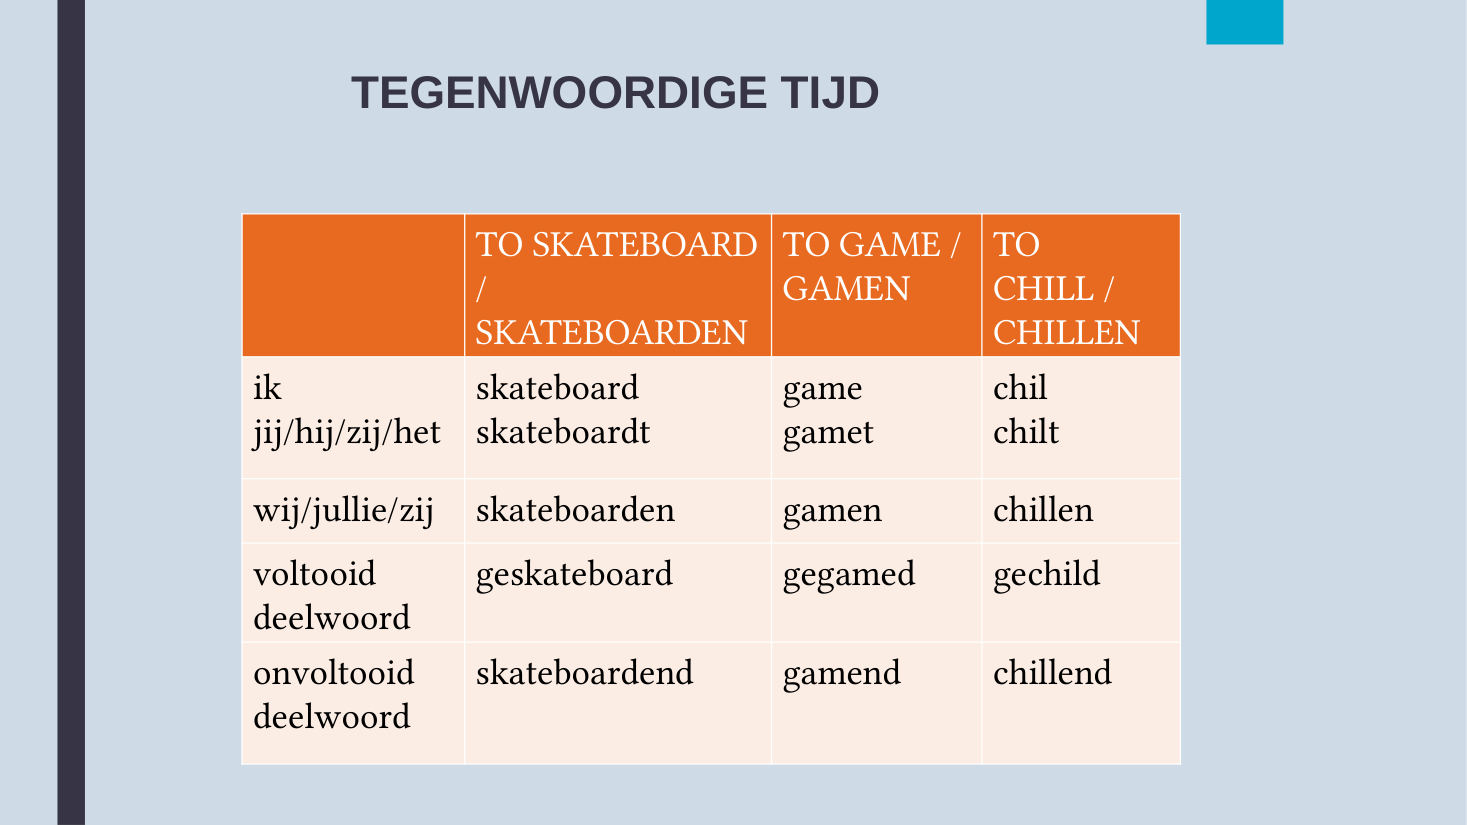 TEGENWOORDIGE TIJD
TO SKATEBOARD / SKATEBOARDEN	TO GAME / GAMEN	TO CHILL / CHILLEN
ik	skateboard	game	chil
jij/hij/zij/het	skateboardt	gamet	chilt
wij/jullie/zij	skateboarden	gamen	chillen
voltooid deelwoord	geskateboard	gegamed	gechild
onvoltooid deelwoord	skateboardend	gamend	chillend